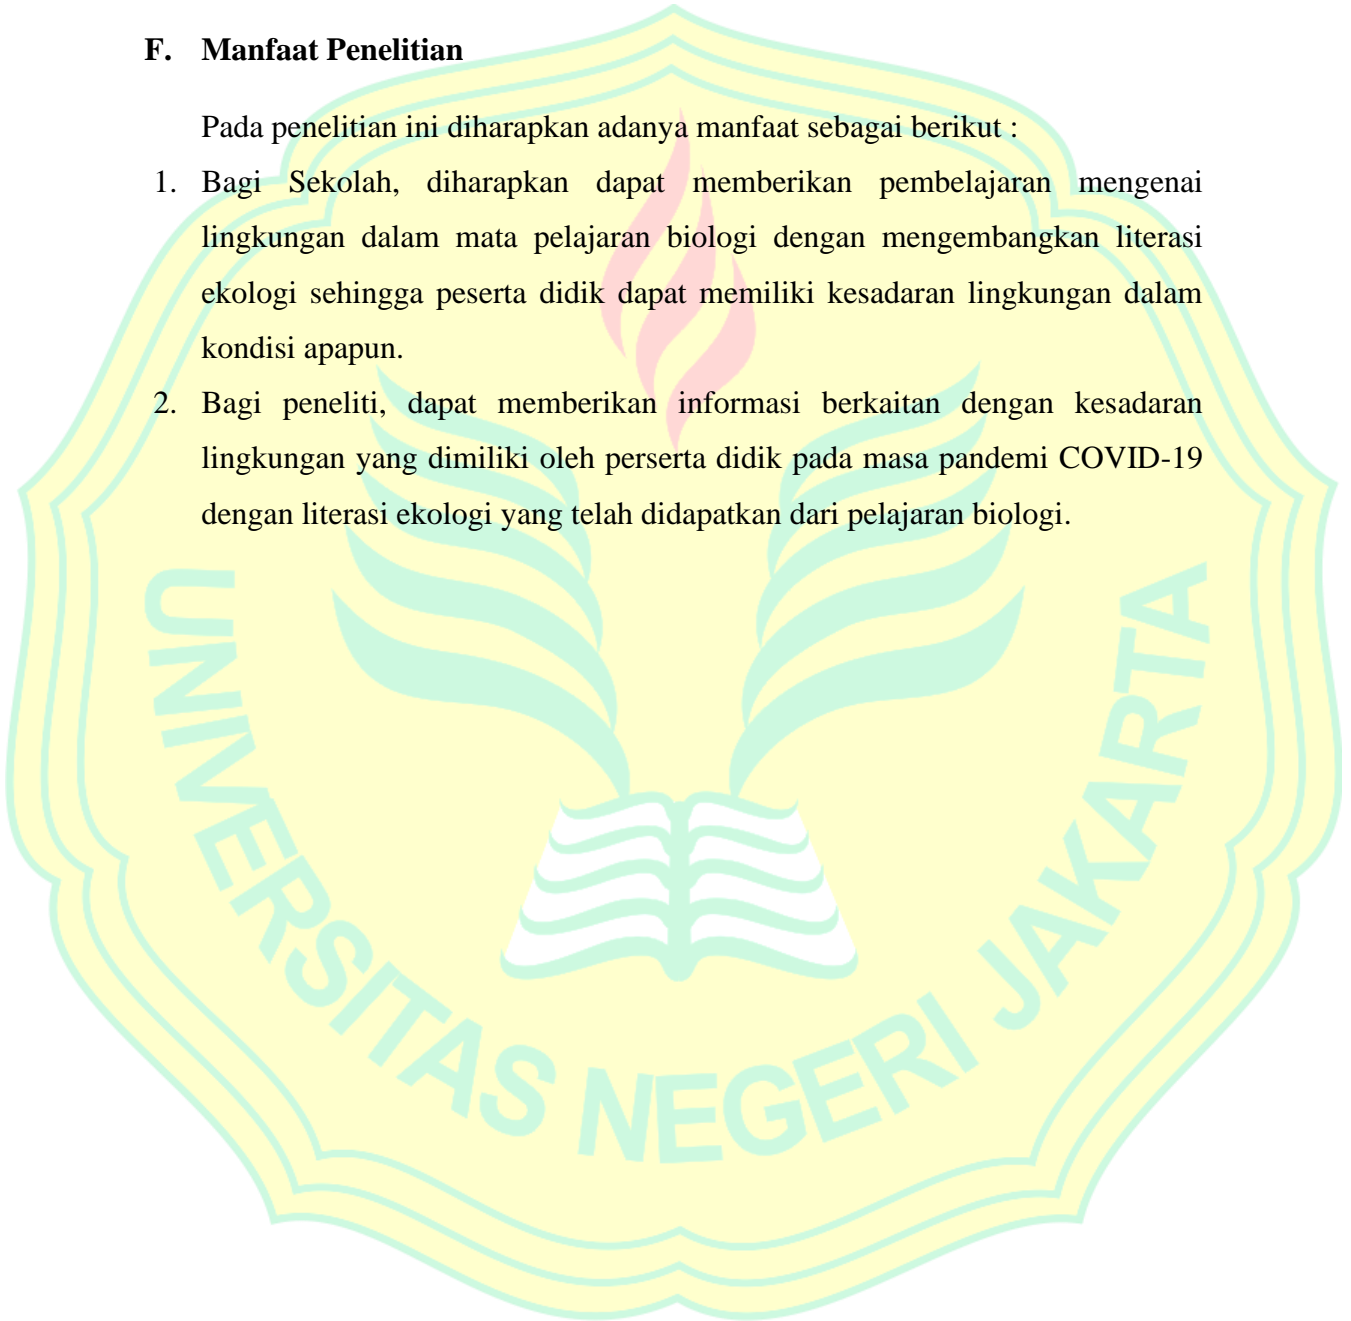 F. Manfaat Penelitian
Pada penelitian ini diharapkan adanya manfaat sebagai berikut :
1. Bagi Sekolah, diharapkan dapat memberikan pembelajaran mengenai
lingkungan dalam mata pelajaran biologi dengan mengembangkan literasi
ekologi sehingga peserta didik dapat memiliki kesadaran lingkungan dalam
kondisi apapun.
2. Bagi peneliti, dapat memberikan informasi berkaitan dengan kesadaran
lingkungan yang dimiliki oleh perserta didik pada masa pandemi COVID-19
dengan literasi ekologi yang telah didapatkan dari pelajaran biologi.
UNIVERSITAS NEGERI JAKARTA